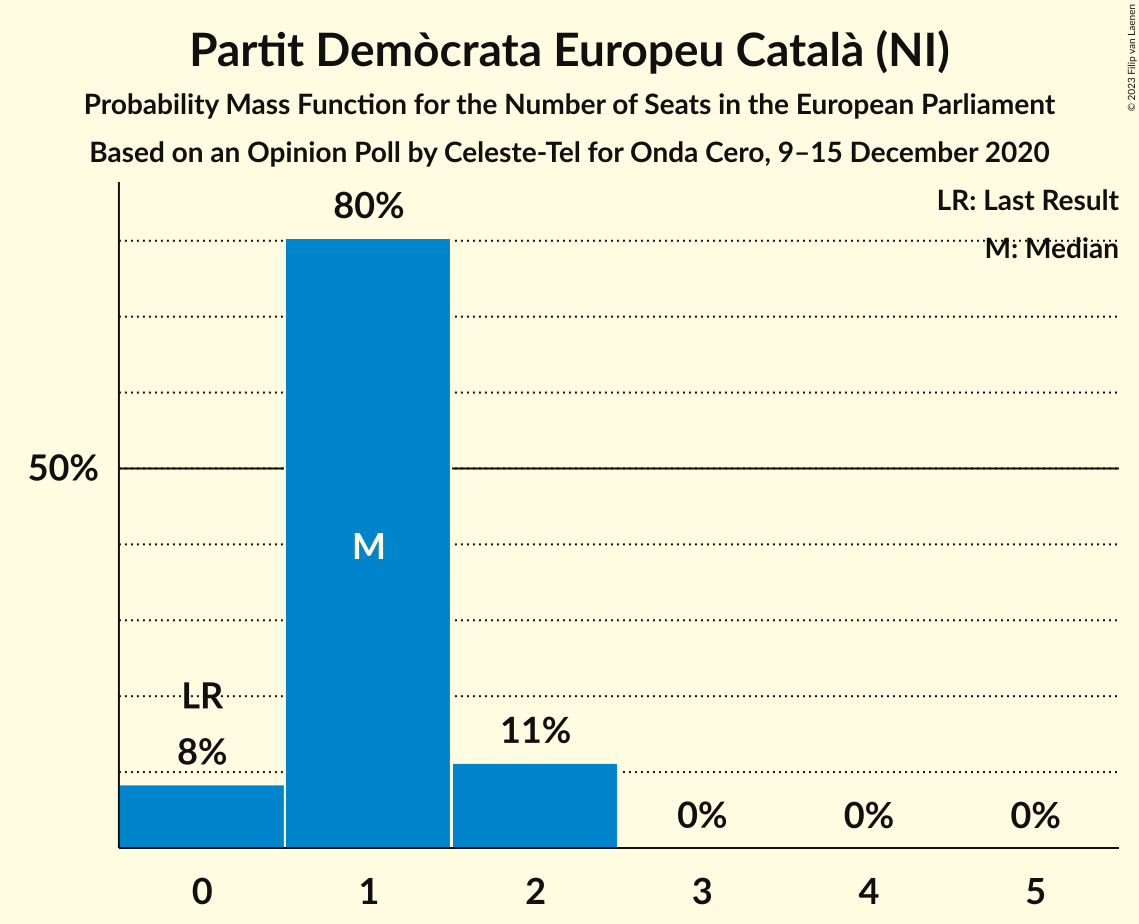 Partit Demòcrata Europeu Català (NI)
Probability Mass Function for the Number of Seats in the European Parliament
Based on an Opinion Poll by Celeste-Tel for Onda Cero, 9–15 December 2020
© 2023 Filip van Laenen
LR: Last Result
M: Median
80%
50%
M
LR
8%
11%
0%
0%
0%
0 1 2 3 4 5